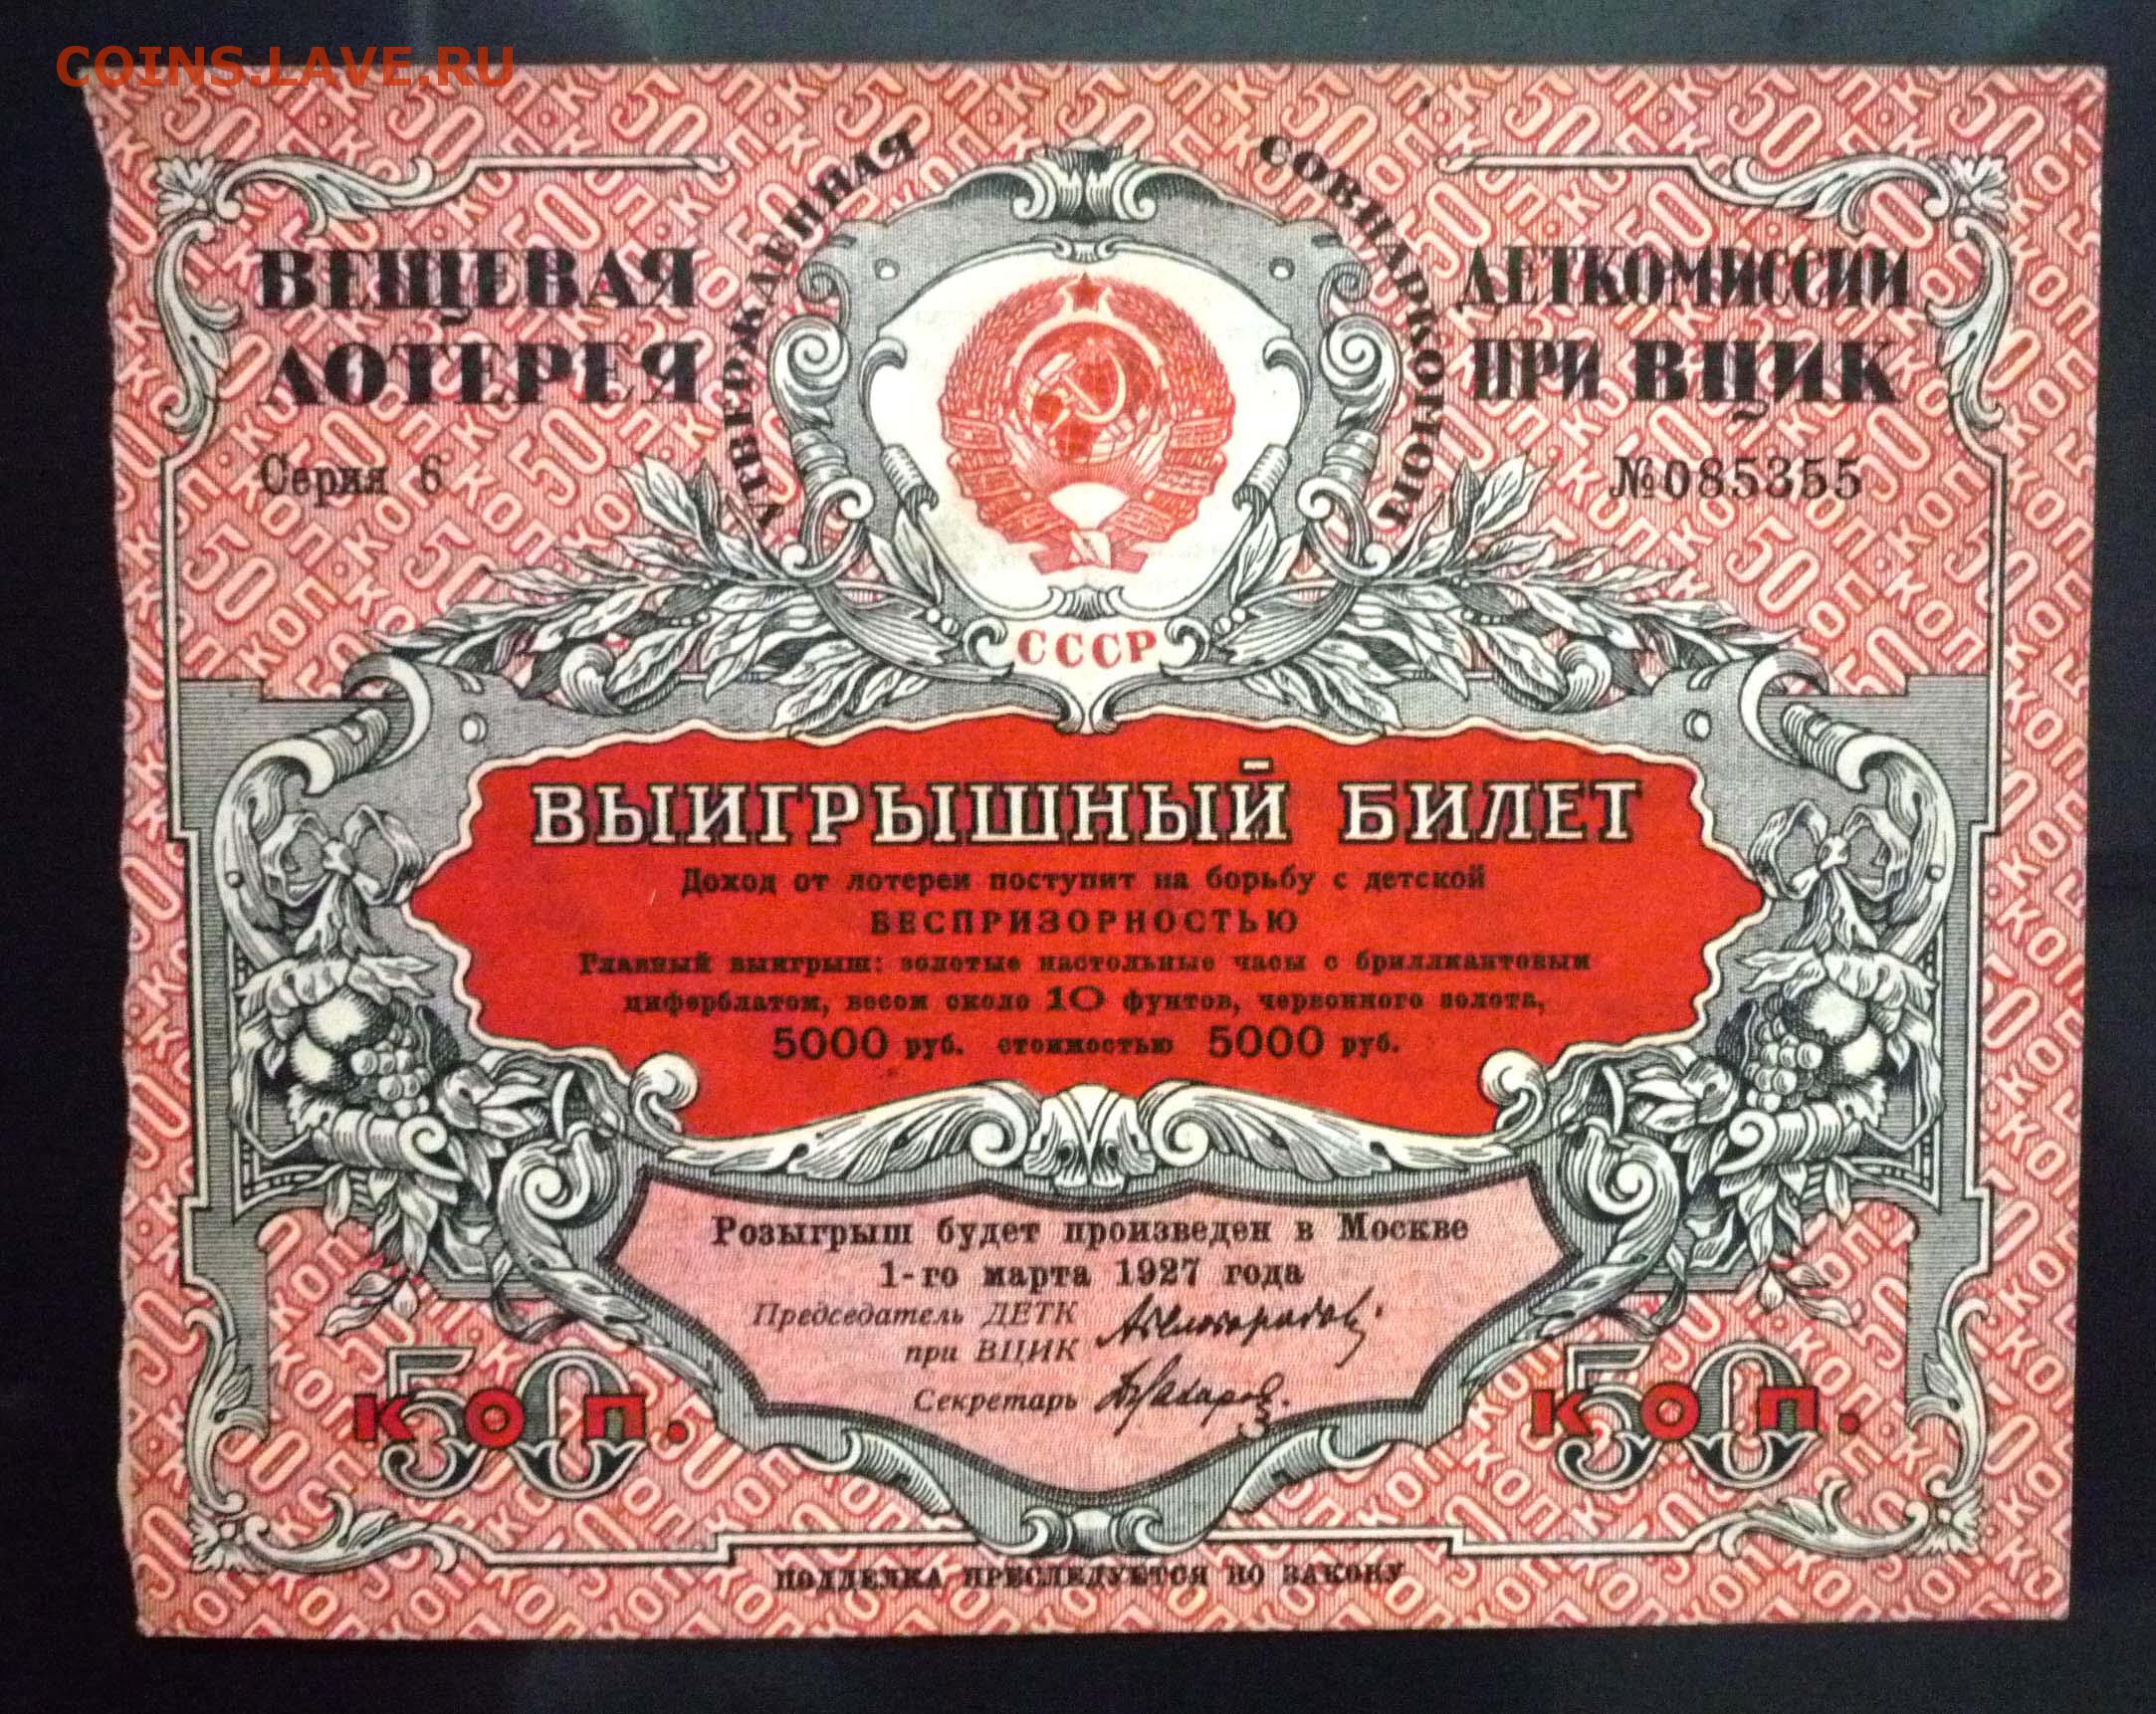 COINS.LAVE.RU
УТВЕРЖДЕННАЯ СОВНАРКОМОМ
ВЕЩЕВАЯ
ЛОТЕРЕЯ
ДЕТКОМИССИИ
ПРИ ВЦИК
Серия 6
№085355
СССР
ВЫИГРЫШНЫЙ БИЛЕТ
Доход от лотереи поступит на борьбу с детской
БЕСПРИЗОРНОСТЬЮ
Главный выигрыш: золотые настольные часы с бриллиантовым
циферблатом, весом около 10 фунтов, червонного золота,
5000 руб. стоимостью 5000 руб.
Розыгрыш будет произведен в Москве
1-го марта 1927 года
Председатель ДЕТК
при ВЦИК
Секретарь
50 коп.
50 коп.
ПОДДЕЛКА ПРЕСЛЕДУЕТСЯ ПО ЗАКОНУ